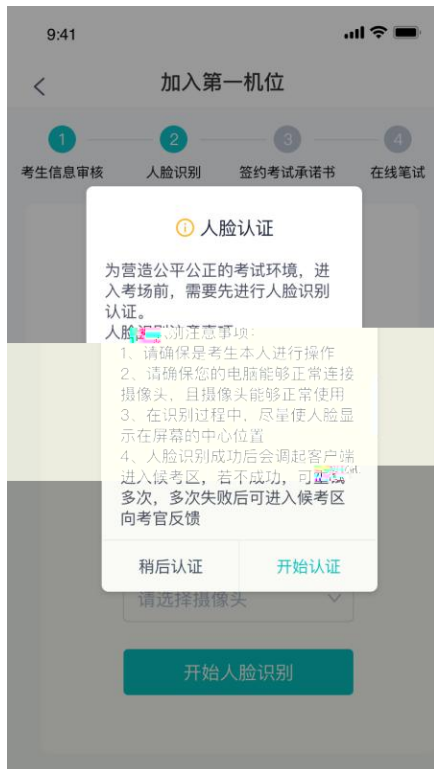 9:41
加入第一机位
1
2
3
4
考生信息审核
人脸识别
签约考试承诺书
在线笔试
人脸认证
为营造公平公正的考试环境，进
入考场前，需要先进行人脸识别
认证。
人脸识别注意事项：
1、请确保是考生本人进行操作
2、请确保您的电脑能够正常连接
摄像头，且摄像头能够正常使用
3、在识别过程中，尽量使人脸显
示在屏幕的中心位置
4、人脸识别成功后会调起客户端
进入候考区，若不成功，可
多次，多次失败后可进入候考区
向考官反馈
稍后认证
开始认证
请选择摄像头
开始人脸识别